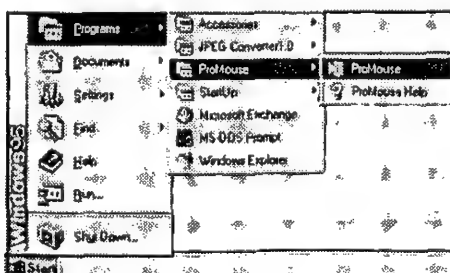 Programs
Documents
Settings
Find
Help
Run...
Shut Down...
Windows95
Start
Accessories
JPEG Converter1.0
ProMouse
StartUp
Microsoft Exchange
MS-DOS Prompt
Windows Explorer
ProMouse
ProMouse Help